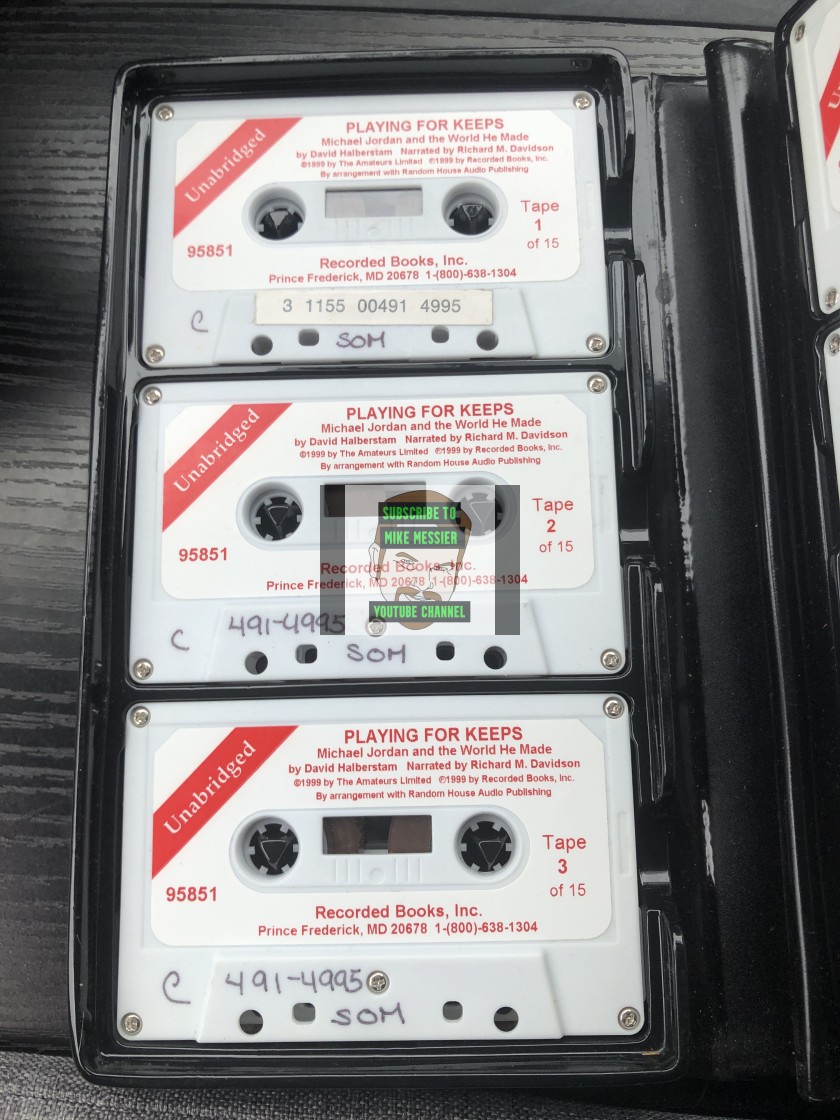 Unabridged
PLAYING FOR KEEPS
Michael Jordan and the World He Made
by David Halberstam Narrated by Richard M. Davidson
©1999 by The Amateurs Limited ℗1999 by Recorded Books, Inc.
By arrangement with Random House Audio Publishing
Tape
1
of 15
95851
Recorded Books, Inc.
Prince Frederick, MD 20678 1-(800)-638-1304
3 1155 00491 4995
C
SOM
Unabridged
PLAYING FOR KEEPS
Michael Jordan and the World He Made
by David Halberstam Narrated by Richard M. Davidson
©1999 by The Amateurs Limited ℗1999 by Recorded Books, Inc.
By arrangement with Random House Audio Publishing
Tape
2
of 15
95851
Recorded Books, Inc.
Prince Frederick, MD 20678 1-(800)-638-1304
C 491-4995
SOM
SUBSCRIBE TO
MIKE MESSIER
YOUTUBE CHANNEL
Unabridged
PLAYING FOR KEEPS
Michael Jordan and the World He Made
by David Halberstam Narrated by Richard M. Davidson
©1999 by The Amateurs Limited ℗1999 by Recorded Books, Inc.
By arrangement with Random House Audio Publishing
Tape
3
of 15
95851
Recorded Books, Inc.
Prince Frederick, MD 20678 1-(800)-638-1304
C 491-4995
SOM